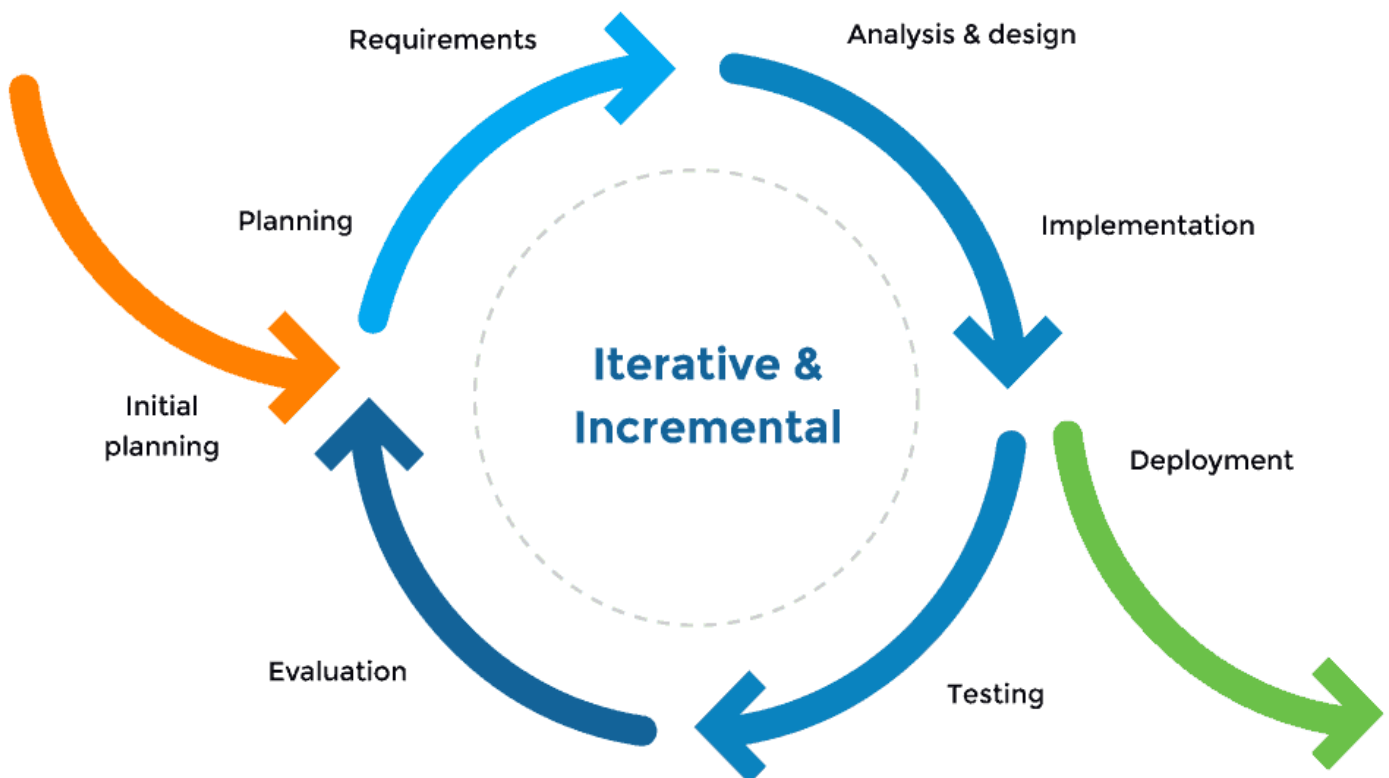 Requirements
Analysis & design
Planning
Implementation
Iterative &
Incremental
Initial
planning
Deployment
Evaluation
Testing